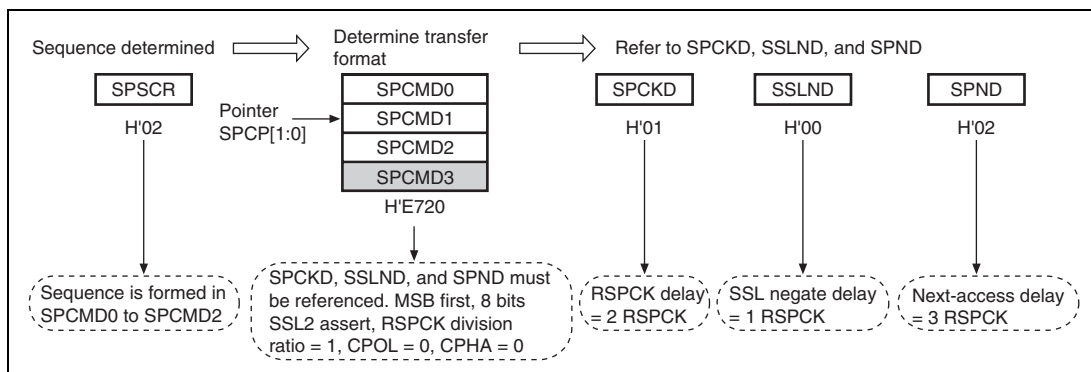 Sequence determined
Determine transfer
format
Refer to SPCKD, SSLND, and SPND
SPSCR
H'02
Pointer
SPCP[1:0]
SPCMD0
SPCMD1
SPCMD2
SPCMD3
H'E720
SPCKD
H'01
SSLND
H'00
SPND
H'02
Sequence is formed in
SPCMD0 to SPCMD2
SPCKD, SSLND, and SPND must
be referenced. MSB first, 8 bits
SSL2 assert, RSPCK division
ratio = 1, CPOL = 0, CPHA = 0
RSPCK delay
= 2 RSPCK
SSL negate delay
= 1 RSPCK
Next-access delay
= 3 RSPCK